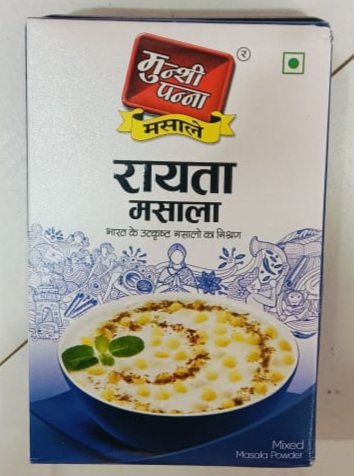 मुन्शी
पन्ना
®
मसाले
रायता
मसाला
भारत के उत्कृष्ट मसालो का मिश्रण
Mixed
Masala Powder